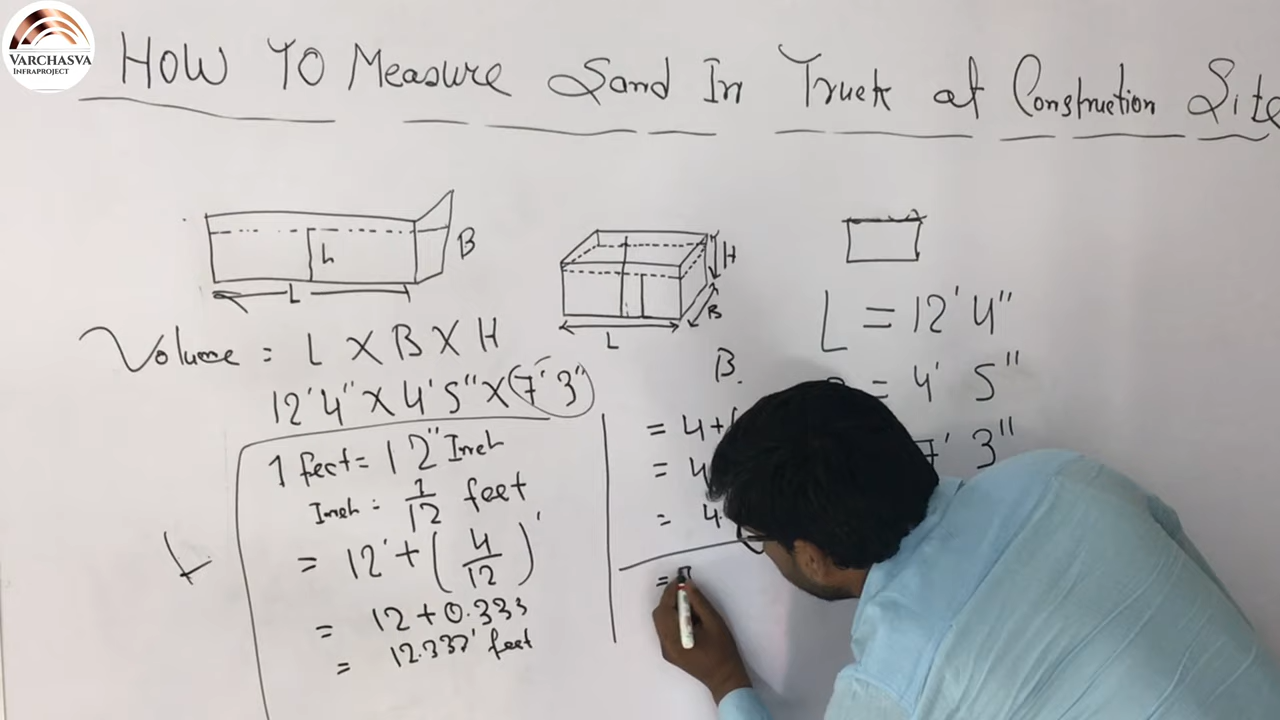 VARCHASVA
INFRAPROJECT
HOW TO Measure Sand In Truck at Construction Site
h
B
L
H
B
L
Volume = L X B X H
12'4" X 4'5" X 7'3"
1 feet = 12" Inch
Inch = 1/12 feet
= 12' + (4/12)'
= 12 + 0.333
= 12.333' feet
B.
= 4+(
= 4
= 4.
=
L = 12'4"
= 4' 5"
7' 3"